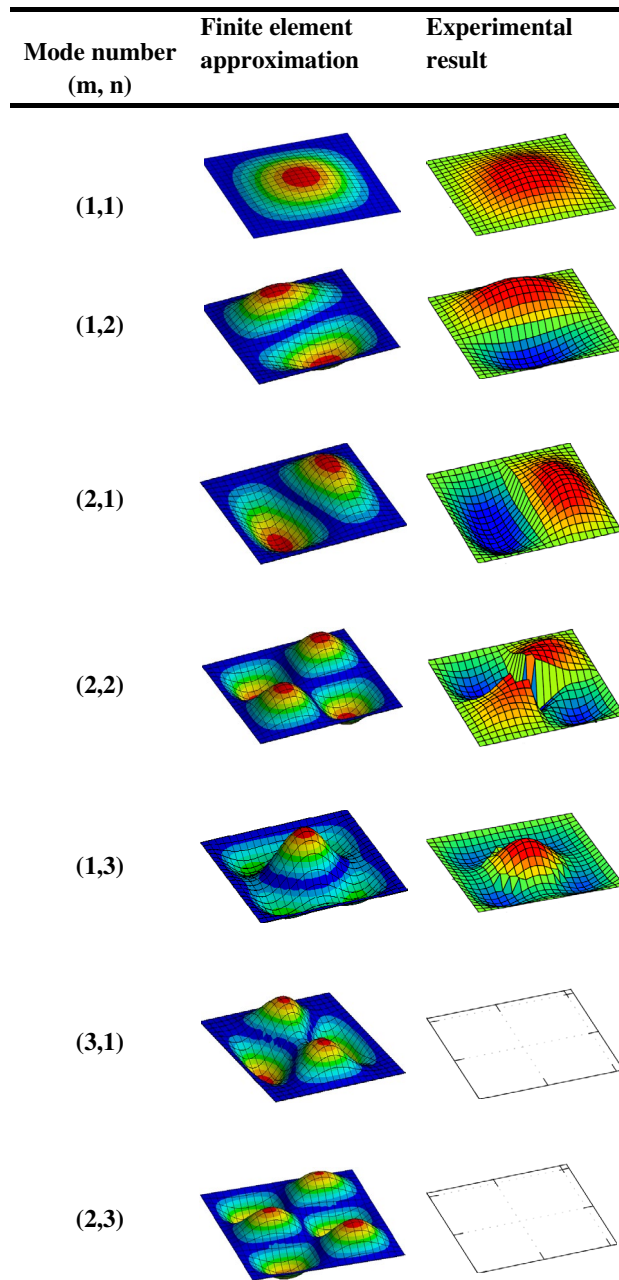 Mode number
(m, n)
Finite element
approximation
Experimental
result
(1,1)
(1,2)
(2,1)
(2,2)
(1,3)
(3,1)
(2,3)